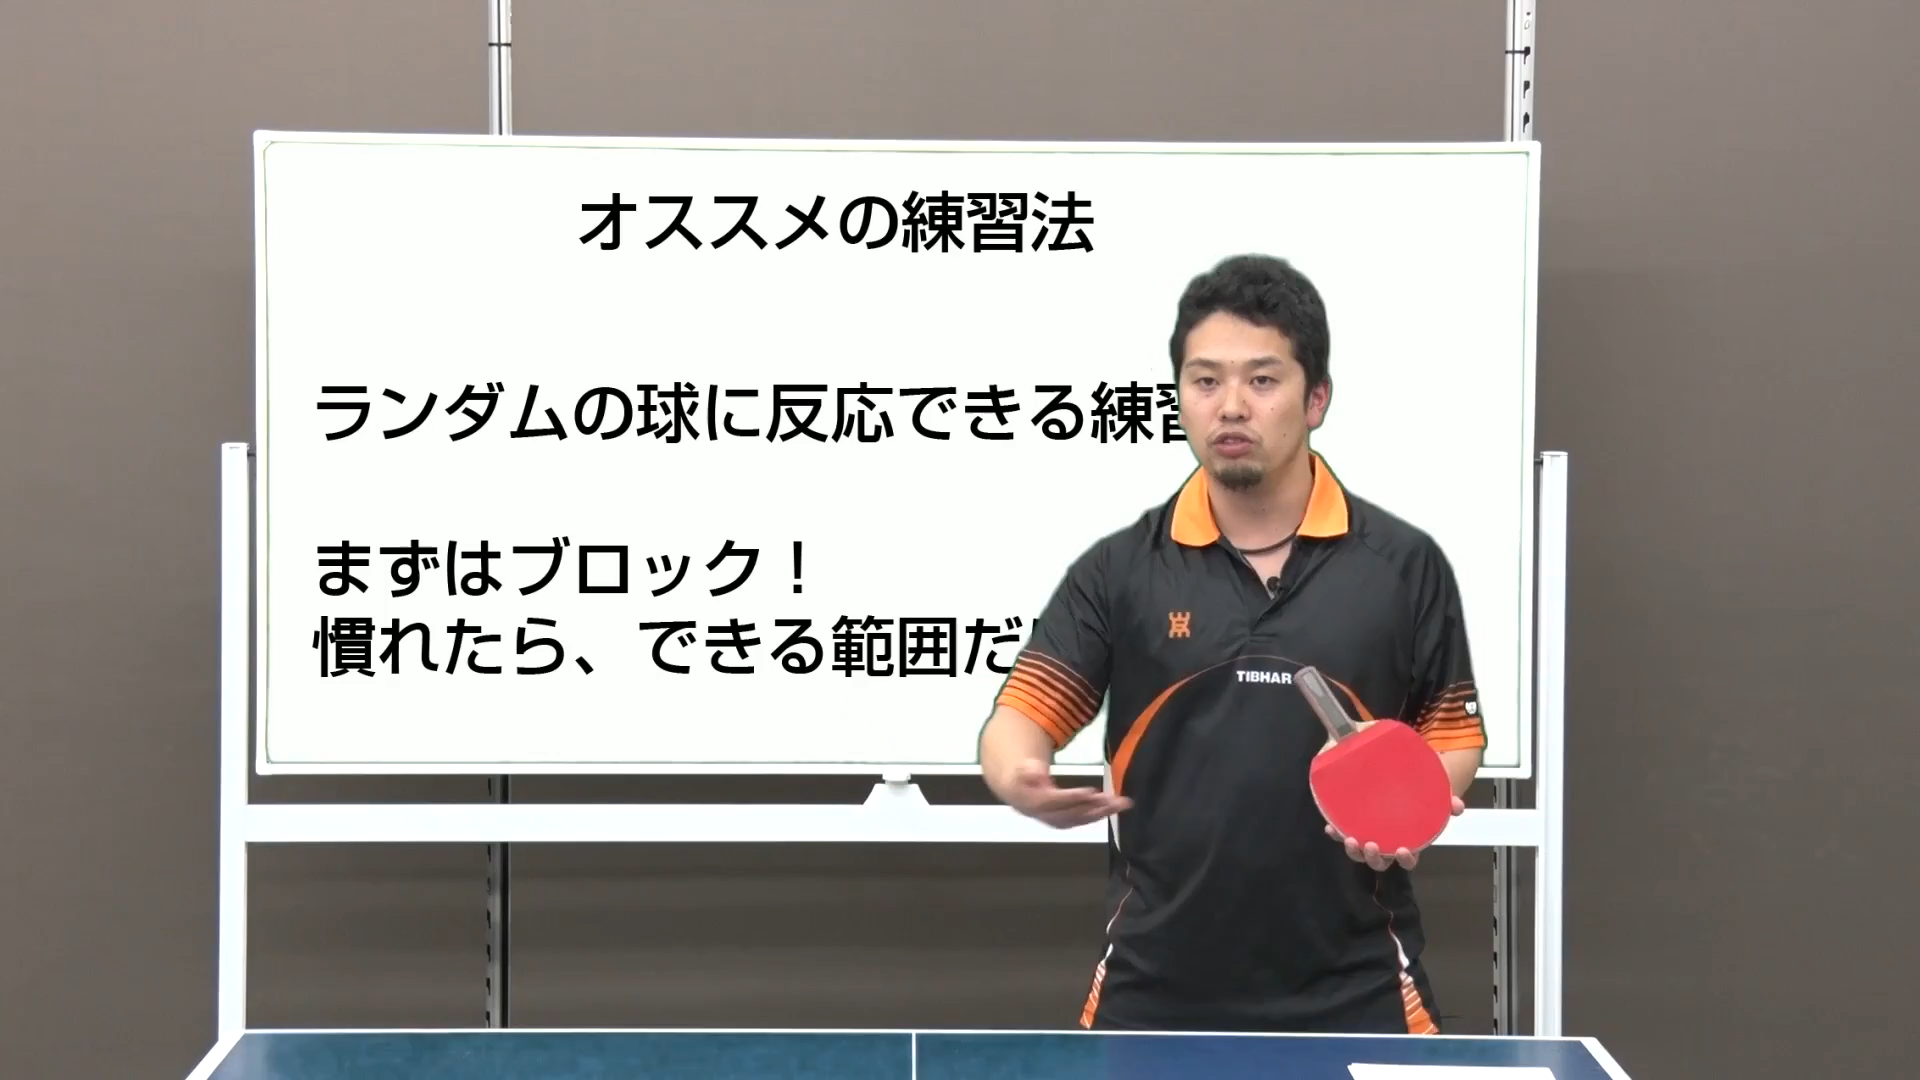 オススメの練習法
ランダムの球に反応できる練習
まずはブロック！
慣れたら、できる範囲だ
TIBHAR